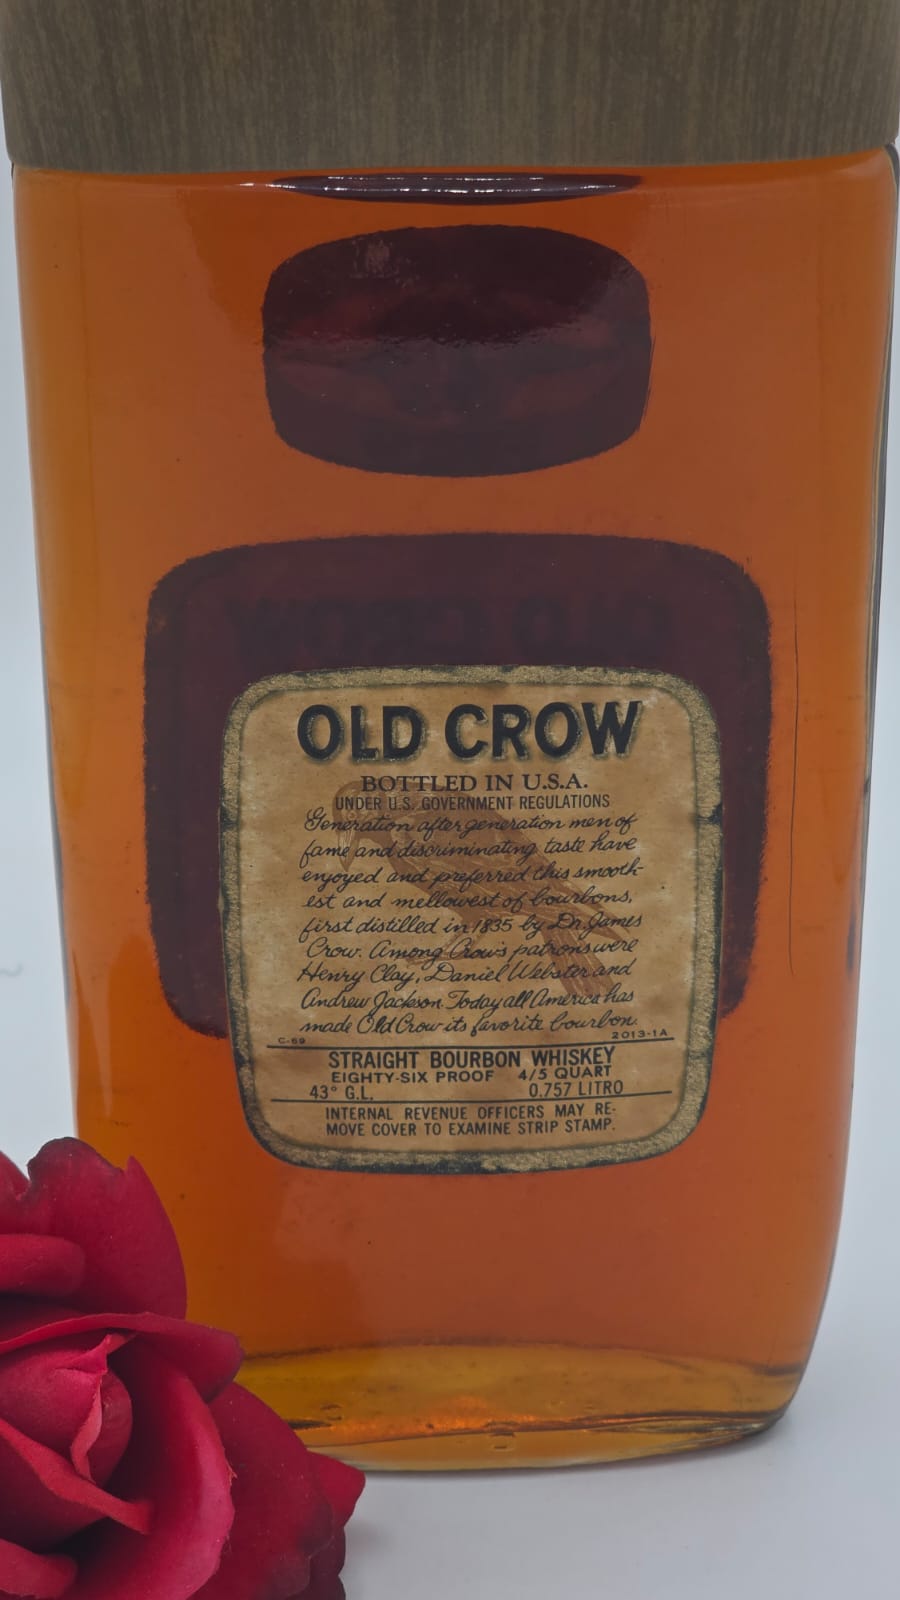 OLD CROW
BOTTLED IN U.S.A.
UNDER U.S. GOVERNMENT REGULATIONS
Generation after generation men of
fame and discriminating taste have
enjoyed and preferred this smooth-
est and mellowest of bourbons,
first distilled in 1835 by Dr. James
Crow. Among Crow's patrons were
Henry Clay, Daniel Webster and
Andrew Jackson. Today all America has
made Old Crow its favorite bourbon.
C-69 2013-1A
STRAIGHT BOURBON WHISKEY
EIGHTY-SIX PROOF 4/5 QUART
43° G.L. 0.757 LITRO
INTERNAL REVENUE OFFICERS MAY RE-
MOVE COVER TO EXAMINE STRIP STAMP.